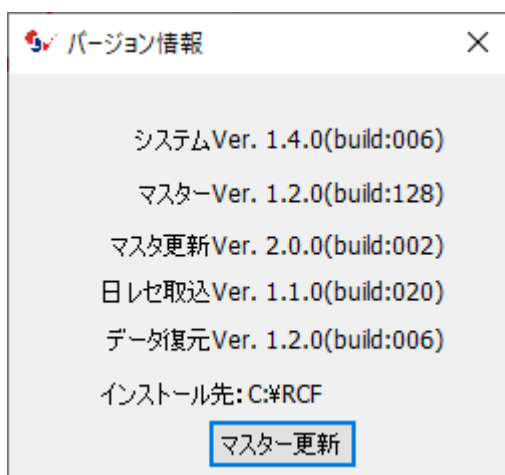 バージョン情報
システムVer. 1.4.0(build:006)
マスターVer. 1.2.0(build:128)
マスタ更新Ver. 2.0.0(build:002)
日レセ取込Ver. 1.1.0(build:020)
データ復元Ver. 1.2.0(build:006)
インストール先: C:¥RCF
マスター更新